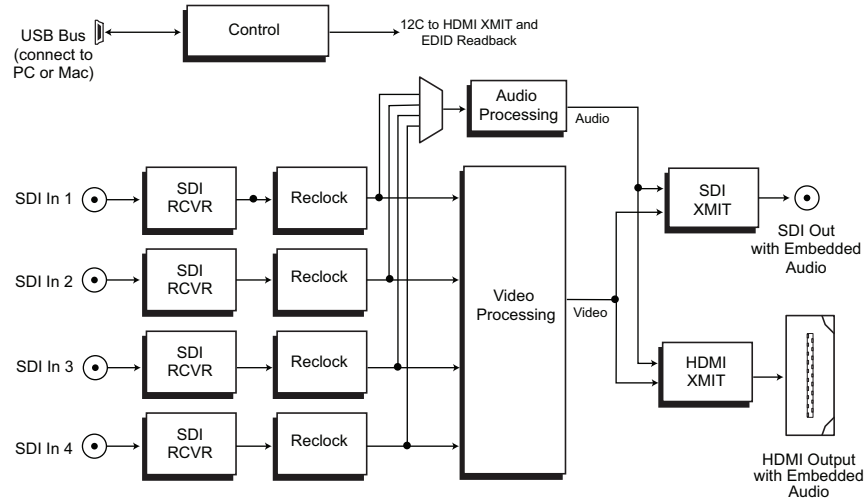 USB Bus
(connect to
PC or Mac)
Control
12C to HDMI XMIT and
EDID Readback
Audio
Processing
Audio
SDI In 1
SDI
RCVR
Reclock
SDI
XMIT
SDI Out
with Embedded
Audio
SDI In 2
SDI
RCVR
Reclock
Video
Processing
Video
SDI In 3
SDI
RCVR
Reclock
HDMI
XMIT
SDI In 4
SDI
RCVR
Reclock
HDMI Output
with Embedded
Audio